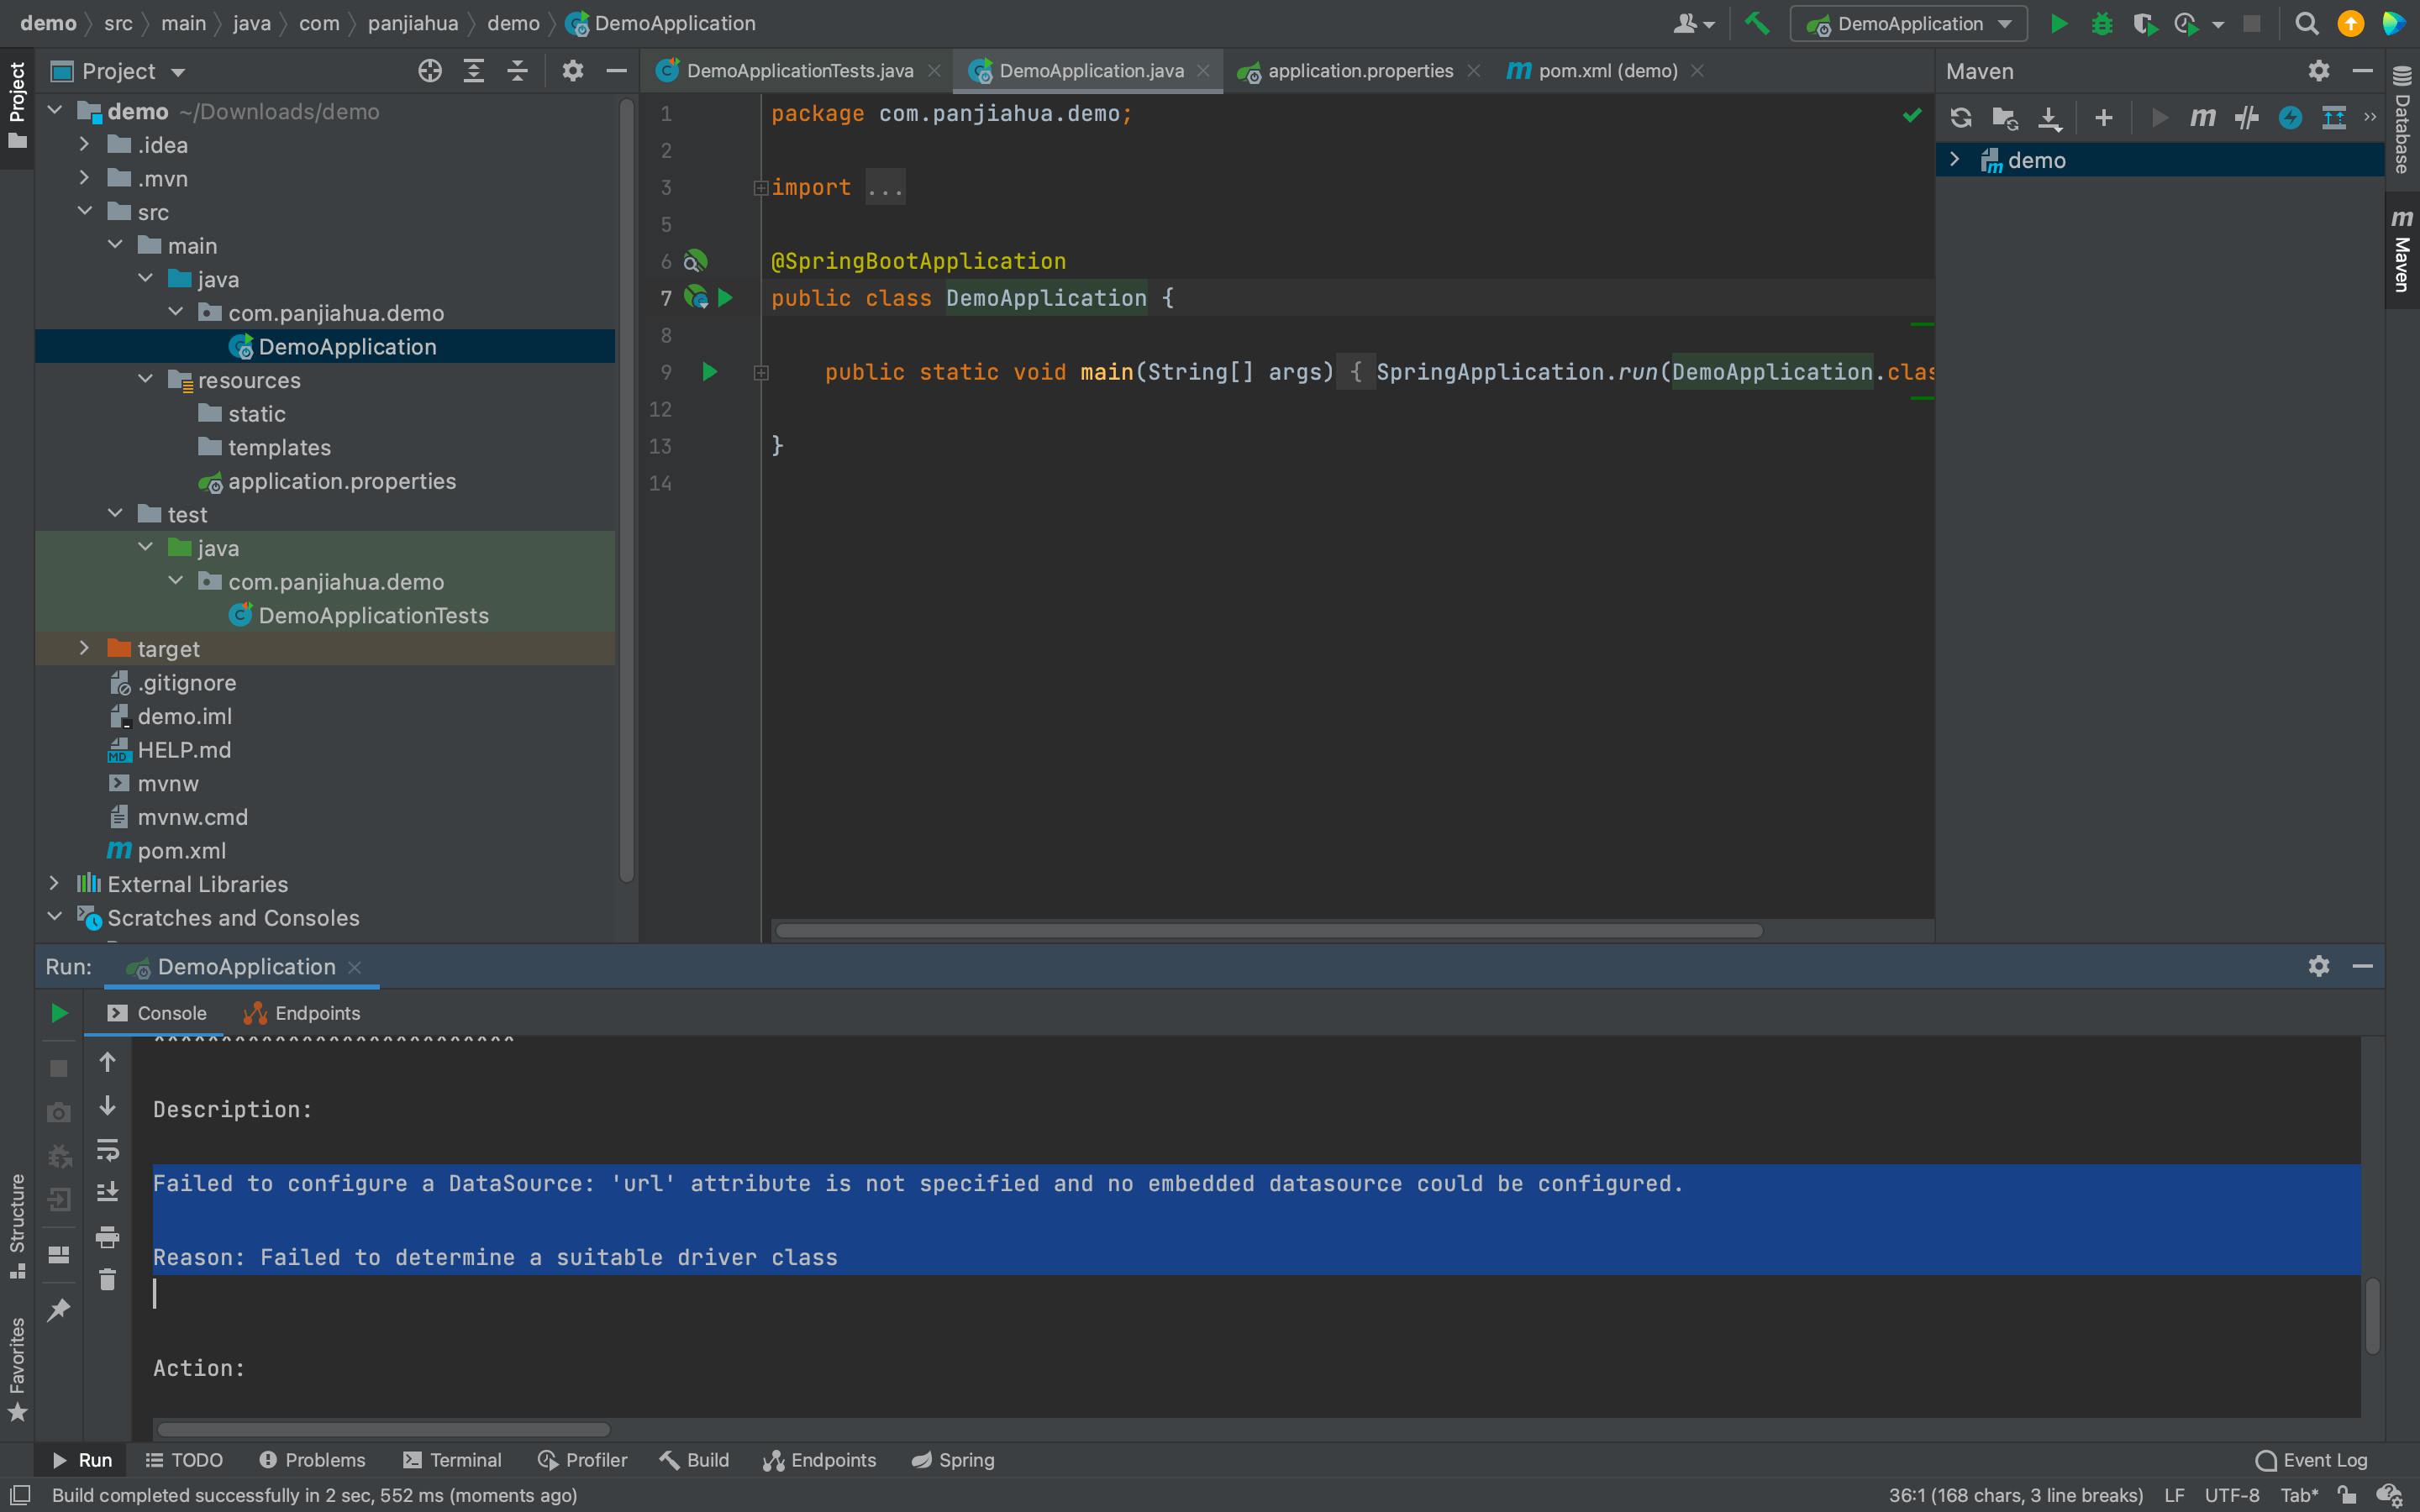 demo src main java com panjiahua demo DemoApplication
DemoApplication
Project
Project
DemoApplicationTests.java
DemoApplication.java
application.properties
pom.xml (demo)
Maven
demo ~/Downloads/demo
.idea
.mvn
src
main
java
com.panjiahua.demo
DemoApplication
resources
static
templates
application.properties
test
java
com.panjiahua.demo
DemoApplicationTests
target
.gitignore
demo.iml
HELP.md
mvnw
mvnw.cmd
pom.xml
External Libraries
Scratches and Consoles
1 package com.panjiahua.demo;
2
3 import ...
5
6 @SpringBootApplication
7 public class DemoApplication {
8
9 public static void main(String[] args) { SpringApplication.run(DemoApplication.clas
12
13 }
14
demo
Database
Maven
Run: DemoApplication
Console
Endpoints
Description:
Failed to configure a DataSource: 'url' attribute is not specified and no embedded datasource could be configured.
Reason: Failed to determine a suitable driver class
Action:
Structure
Favorites
Run
TODO
Problems
Terminal
Profiler
Build
Endpoints
Spring
Event Log
Build completed successfully in 2 sec, 552 ms (moments ago)
36:1 (168 chars, 3 line breaks) LF UTF-8 Tab*